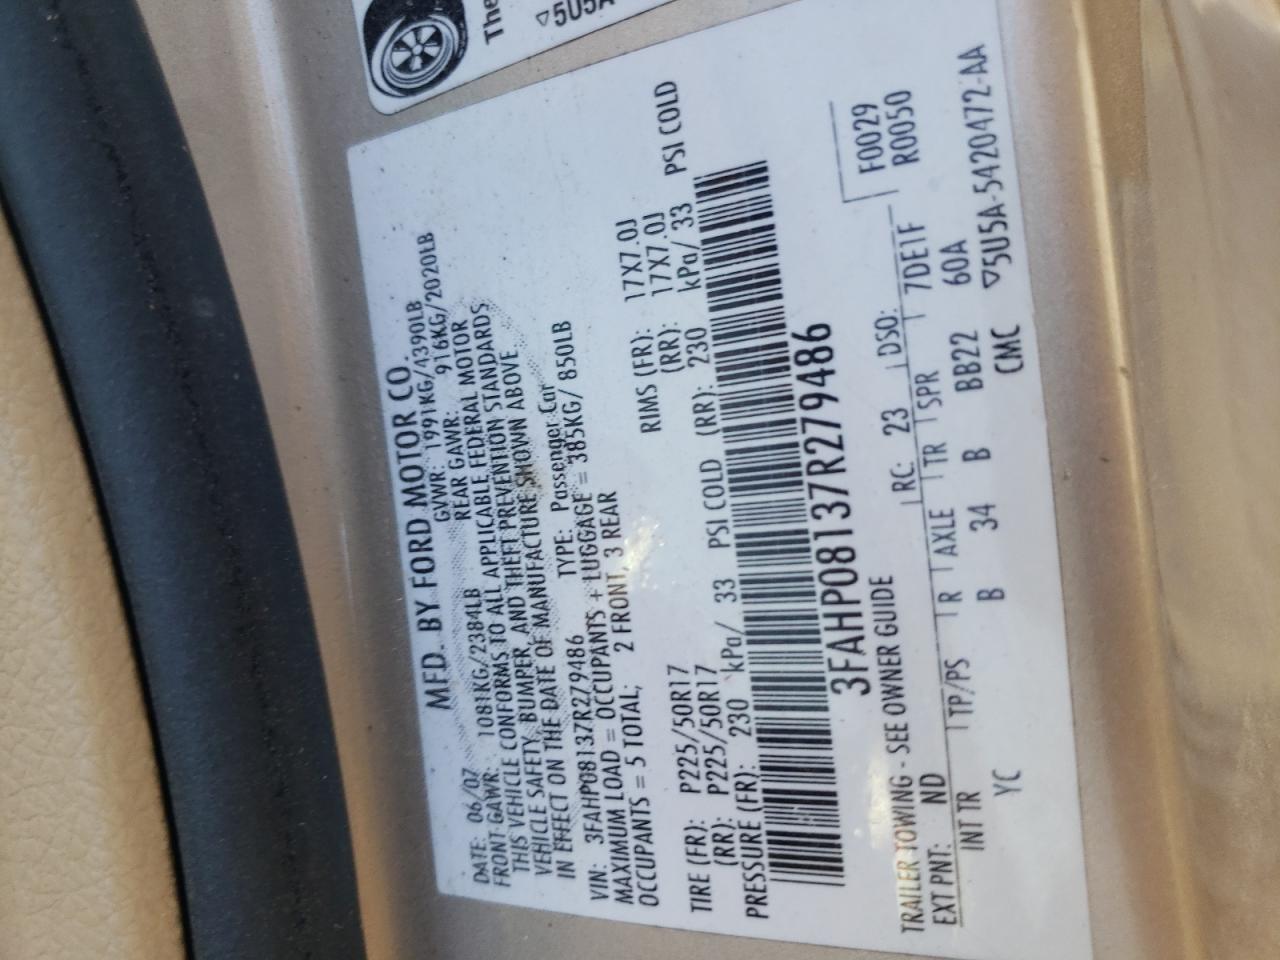 The
▽5U5A
MFD. BY FORD MOTOR CO.
DATE: 06/07 GVWR: 1991KG/4390LB
FRONT GAWR: 1081KG/2384LB REAR GAWR: 916KG/2020LB
THIS VEHICLE CONFORMS TO ALL APPLICABLE FEDERAL MOTOR
VEHICLE SAFETY, BUMPER, AND THEFT PREVENTION STANDARDS
IN EFFECT ON THE DATE OF MANUFACTURE SHOWN ABOVE
VIN: 3FAHP08137R279486 TYPE: Passenger Car
MAXIMUM LOAD = OCCUPANTS + LUGGAGE = 385KG/ 850LB
OCCUPANTS = 5 TOTAL, 2 FRONT, 3 REAR
TIRE (FR): P225/50R17 RIMS (FR): 17X7.0J
(RR): P225/50R17 (RR): 17X7.0J
PRESSURE (FR): 230 kPa/ 33 PSI COLD (RR): 230 kPa/ 33 PSI COLD
3FAHP08137R279486
F0029
R0050
TRAILER TOWING - SEE OWNER GUIDE
EXT PNT: ND RC: 23 DSO:
INT TR TP/PS R AXLE TR SPR 7DE1F
YC B 34 B BB22 60A
CMC ▽5U5A-5420472-AA